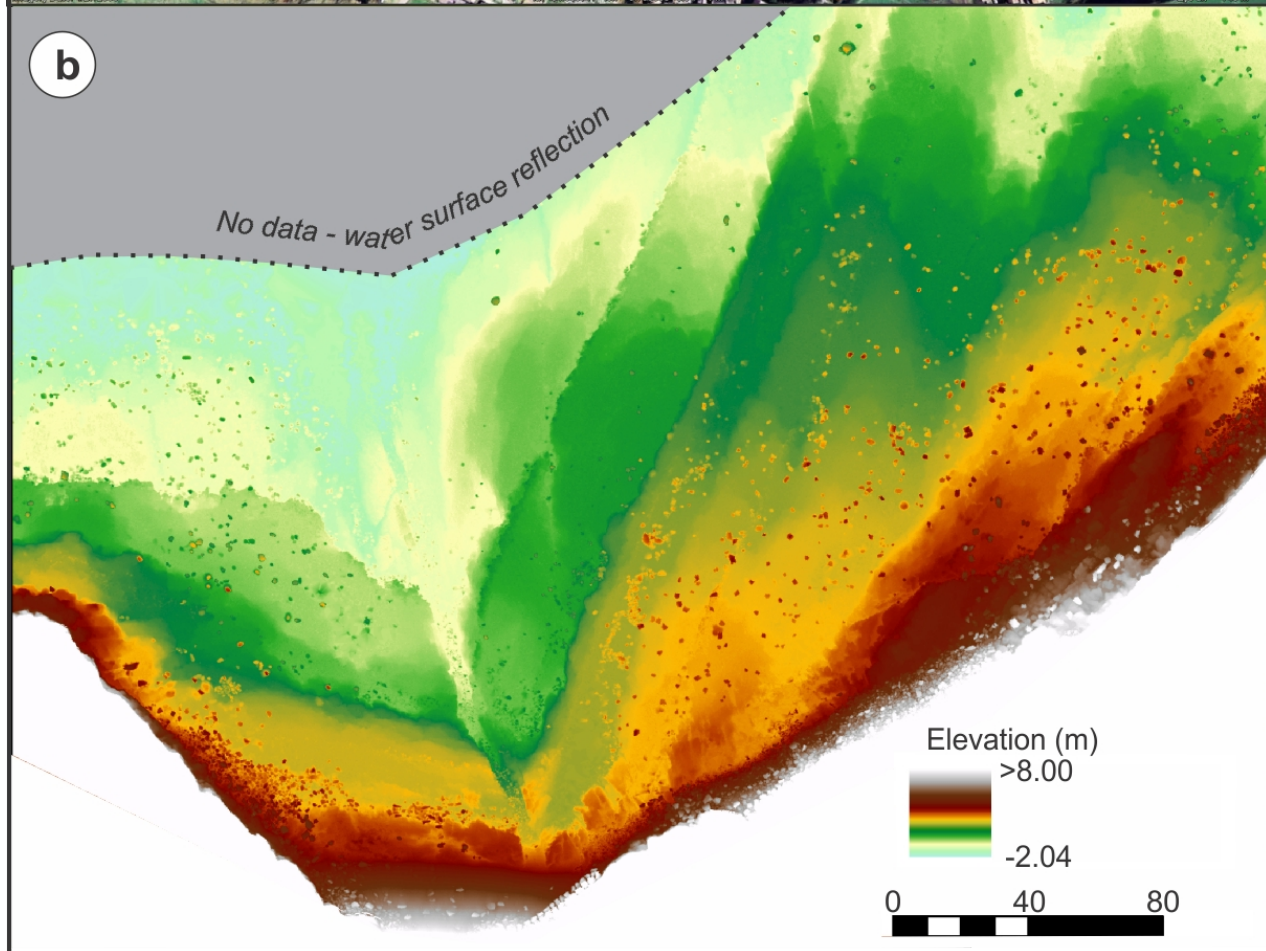 b
No data - water surface reflection
Elevation (m)
>8.00
-2.04
0 40 80